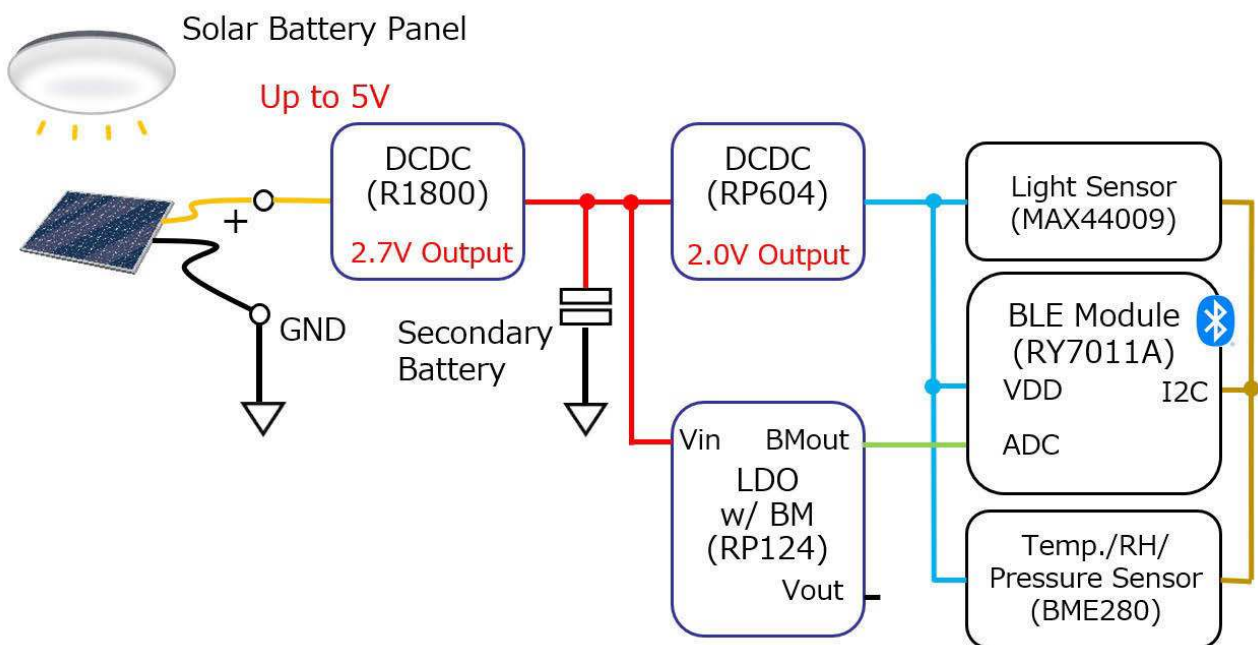 Solar Battery Panel
Up to 5V
+
GND
DCDC
(R1800)
2.7V Output
Secondary
Battery
DCDC
(RP604)
2.0V Output
Vin
BMout
LDO
w/ BM
(RP124)
Vout
Light Sensor
(MAX44009)
BLE Module
(RY7011A)
VDD
I2C
ADC
Temp./RH/
Pressure Sensor
(BME280)